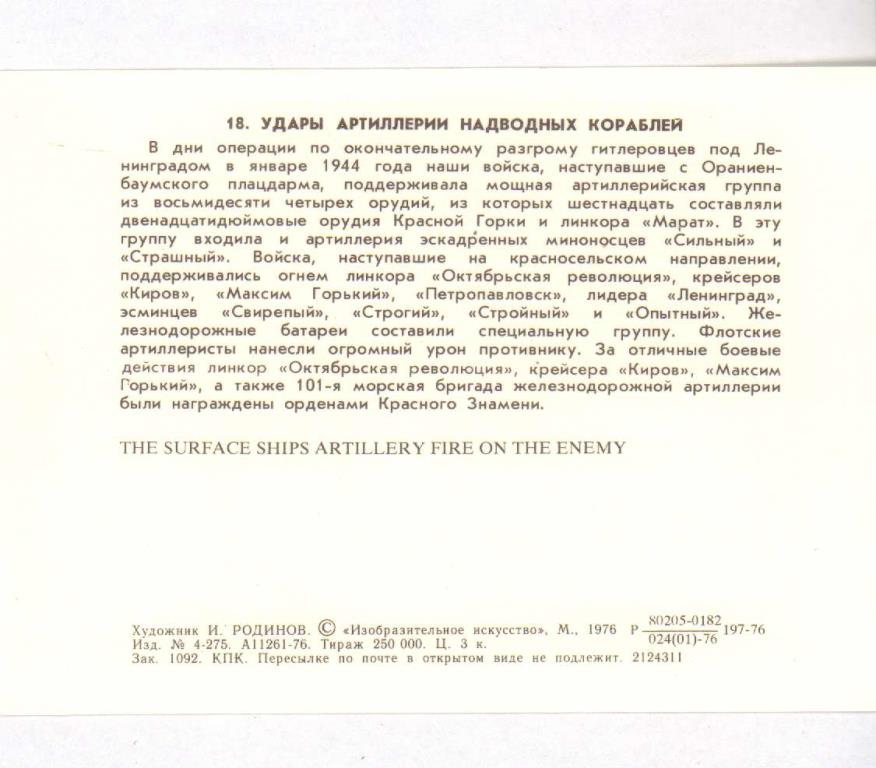 18. УДАРЫ АРТИЛЛЕРИИ НАДВОДНЫХ КОРАБЛЕЙ
В дни операции по окончательному разгрому гитлеровцев под Ле-
нинградом в январе 1944 года наши войска, наступавшие с Ораниен-
баумского плацдарма, поддерживала мощная артиллерийская группа
из восьмидесяти четырех орудий, из которых шестнадцать составляли
двенадцатидюймовые орудия Красной Горки и линкора «Марат». В эту
группу входила и артиллерия эскадренных миноносцев «Сильный» и
«Страшный». Войска, наступавшие на красносельском направлении,
поддерживались огнем линкора «Октябрьская революция», крейсеров
«Киров», «Максим Горький», «Петропавловск», лидера «Ленинград»,
эсминцев «Свирепый», «Строгий», «Стройный» и «Опытный». Же-
лезнодорожные батареи составили специальную группу. Флотские
артиллеристы нанесли огромный урон противнику. За отличные боевые
действия линкор «Октябрьская революция», крейсера «Киров», «Максим
Горький», а также 101-я морская бригада железнодорожной артиллерии
были награждены орденами Красного Знамени.
THE SURFACE SHIPS ARTILLERY FIRE ON THE ENEMY
Художник И. РОДИНОВ. © «Изобразительное искусство», М., 1976 Р 80205-0182/024(01)-76 197-76
Изд. № 4-275. А11261-76. Тираж 250 000. Ц. 3 к.
Зак. 1092. КПК. Пересылке по почте в открытом виде не подлежит. 2124311